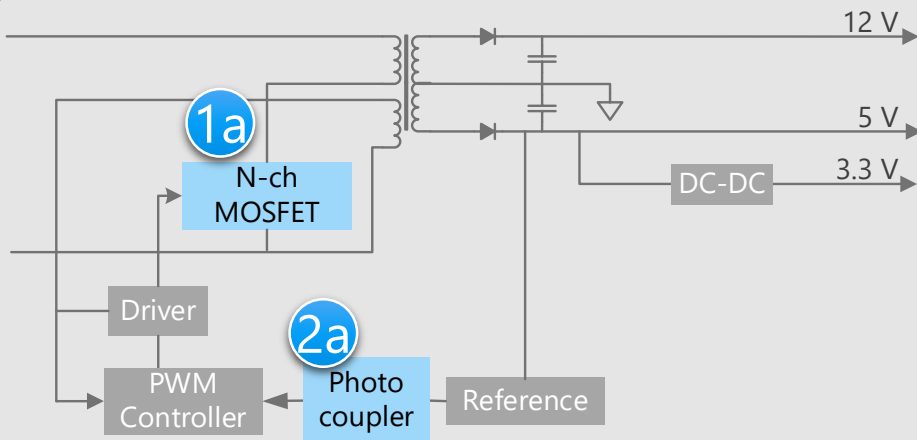 12 V
1a
5 V
N-ch
MOSFET
DC-DC
3.3 V
Driver
2a
PWM
Controller
Photo
coupler
Reference